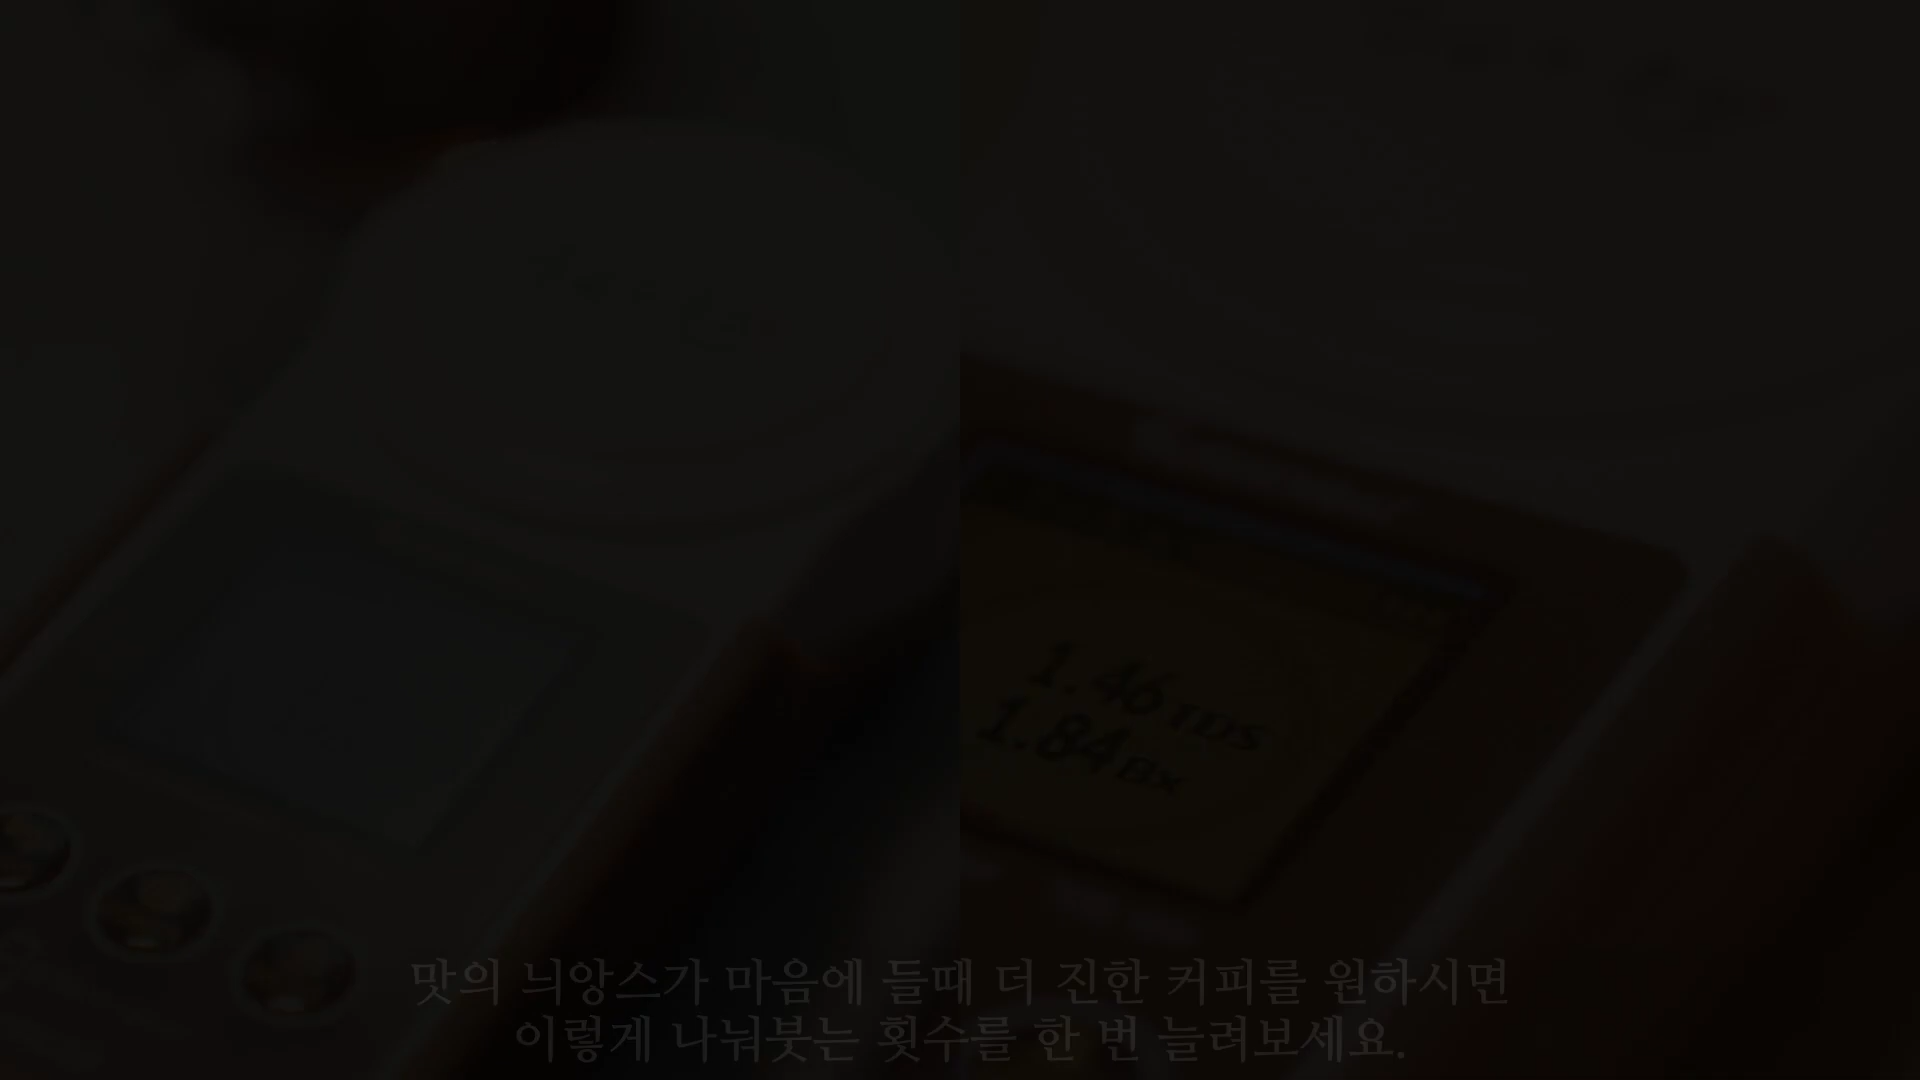 1.46 TDS
1.84 Bx
맛의 늬앙스가 마음에 들때 더 진한 커피를 원하시면
이렇게 나눠붓는 횟수를 한 번 늘려보세요.